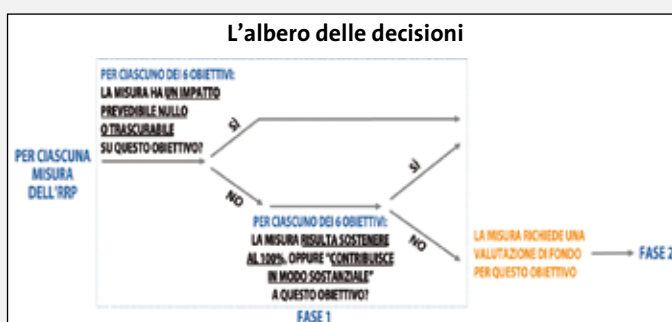 L'albero delle decisioni
PER CIASCUNO DEI 6 OBIETTIVI:
LA MISURA HA UN IMPATTO
PREVEDIBILE NULLO
O TRASCURABILE
SU QUESTO OBIETTIVO?
PER CIASCUNA
MISURA
DELL'RRP
SÌ
NO
PER CIASCUNO DEI 6 OBIETTIVI:
LA MISURA RISULTA SOSTENERE
AL 100%, OPPURE "CONTRIBUISCE
IN MODO SOSTANZIALE"
A QUESTO OBIETTIVO?
SÌ
NO
LA MISURA RICHIEDE UNA
VALUTAZIONE DI FONDO
PER QUESTO OBIETTIVO
FASE 2
FASE 1